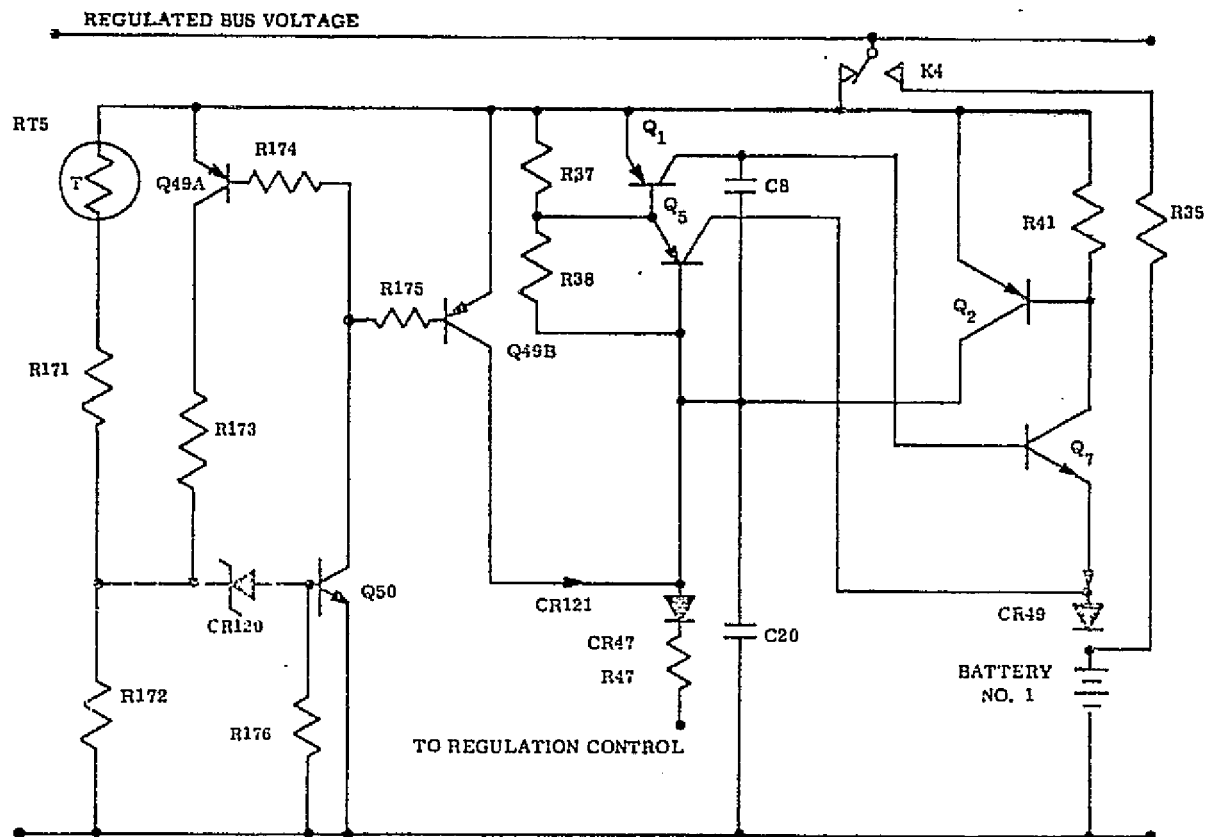 REGULATED BUS VOLTAGE
K4
RT5
T
Q49A
R174
R37
Q1
Q5
C8
R41
R35
R38
R175
Q49B
Q2
R171
R173
Q7
CR120
Q50
CR121
CR49
CR47
R47
C20
R172
R176
BATTERY
NO. 1
TO REGULATION CONTROL